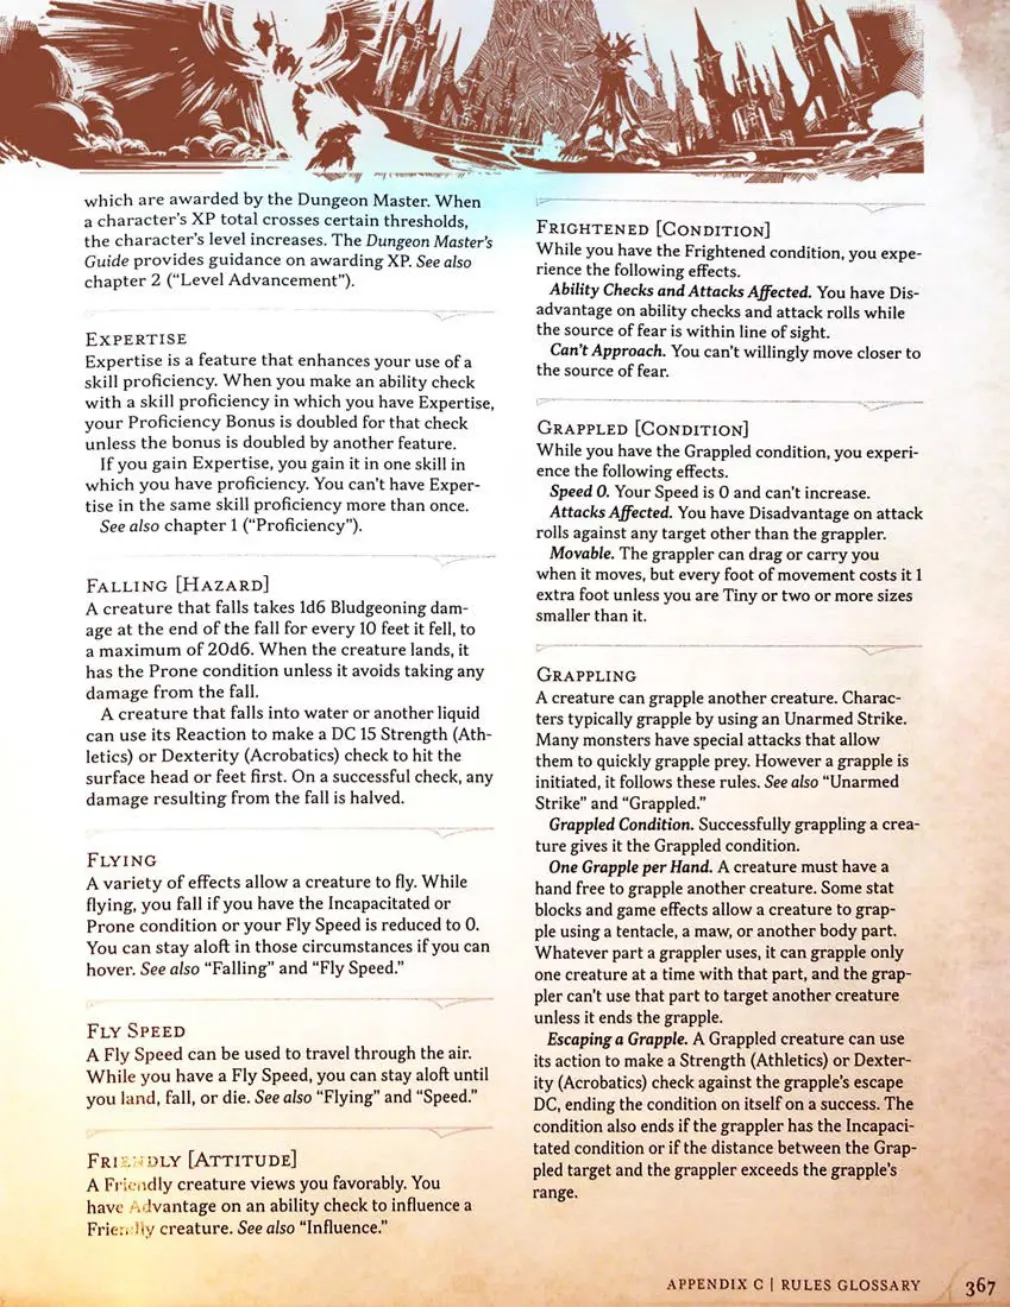 which are awarded by the Dungeon Master. When
a character's XP total crosses certain thresholds,
the character's level increases. The Dungeon Master's
Guide provides guidance on awarding XP. See also
chapter 2 (“Level Advancement”).
EXPERTISE
Expertise is a feature that enhances your use of a
skill proficiency. When you make an ability check
with a skill proficiency in which you have Expertise,
your Proficiency Bonus is doubled for that check
unless the bonus is doubled by another feature.
If you gain Expertise, you gain it in one skill in
which you have proficiency. You can't have Exper-
tise in the same skill proficiency more than once.
See also chapter 1 (“Proficiency”).
FALLING [HAZARD]
A creature that falls takes 1d6 Bludgeoning dam-
age at the end of the fall for every 10 feet it fell, to
a maximum of 20d6. When the creature lands, it
has the Prone condition unless it avoids taking any
damage from the fall.
A creature that falls into water or another liquid
can use its Reaction to make a DC 15 Strength (Ath-
letics) or Dexterity (Acrobatics) check to hit the
surface head or feet first. On a successful check, any
damage resulting from the fall is halved.
FLYING
A variety of effects allow a creature to fly. While
flying, you fall if you have the Incapacitated or
Prone condition or your Fly Speed is reduced to 0.
You can stay aloft in those circumstances if you can
hover. See also “Falling” and “Fly Speed.”
FLY SPEED
A Fly Speed can be used to travel through the air.
While you have a Fly Speed, you can stay aloft until
you land, fall, or die. See also “Flying” and “Speed.”
FRIENDLY [ATTITUDE]
A Friendly creature views you favorably. You
have Advantage on an ability check to influence a
Friendly creature. See also “Influence.”
FRIGHTENED [CONDITION]
While you have the Frightened condition, you expe-
rience the following effects.
Ability Checks and Attacks Affected. You have Dis-
advantage on ability checks and attack rolls while
the source of fear is within line of sight.
Can't Approach. You can't willingly move closer to
the source of fear.
GRAPPLED [CONDITION]
While you have the Grappled condition, you experi-
ence the following effects.
Speed 0. Your Speed is 0 and can't increase.
Attacks Affected. You have Disadvantage on attack
rolls against any target other than the grappler.
Movable. The grappler can drag or carry you
when it moves, but every foot of movement costs it 1
extra foot unless you are Tiny or two or more sizes
smaller than it.
GRAPPLING
A creature can grapple another creature. Charac-
ters typically grapple by using an Unarmed Strike.
Many monsters have special attacks that allow
them to quickly grapple prey. However a grapple is
initiated, it follows these rules. See also “Unarmed
Strike” and “Grappled.”
Grappled Condition. Successfully grappling a crea-
ture gives it the Grappled condition.
One Grapple per Hand. A creature must have a
hand free to grapple another creature. Some stat
blocks and game effects allow a creature to grap-
ple using a tentacle, a maw, or another body part.
Whatever part a grappler uses, it can grapple only
one creature at a time with that part, and the grap-
pler can't use that part to target another creature
unless it ends the grapple.
Escaping a Grapple. A Grappled creature can use
its action to make a Strength (Athletics) or Dexter-
ity (Acrobatics) check against the grapple's escape
DC, ending the condition on itself on a success. The
condition also ends if the grappler has the Incapaci-
tated condition or if the distance between the Grap-
pled target and the grappler exceeds the grapple's
range.
APPENDIX C | RULES GLOSSARY 367